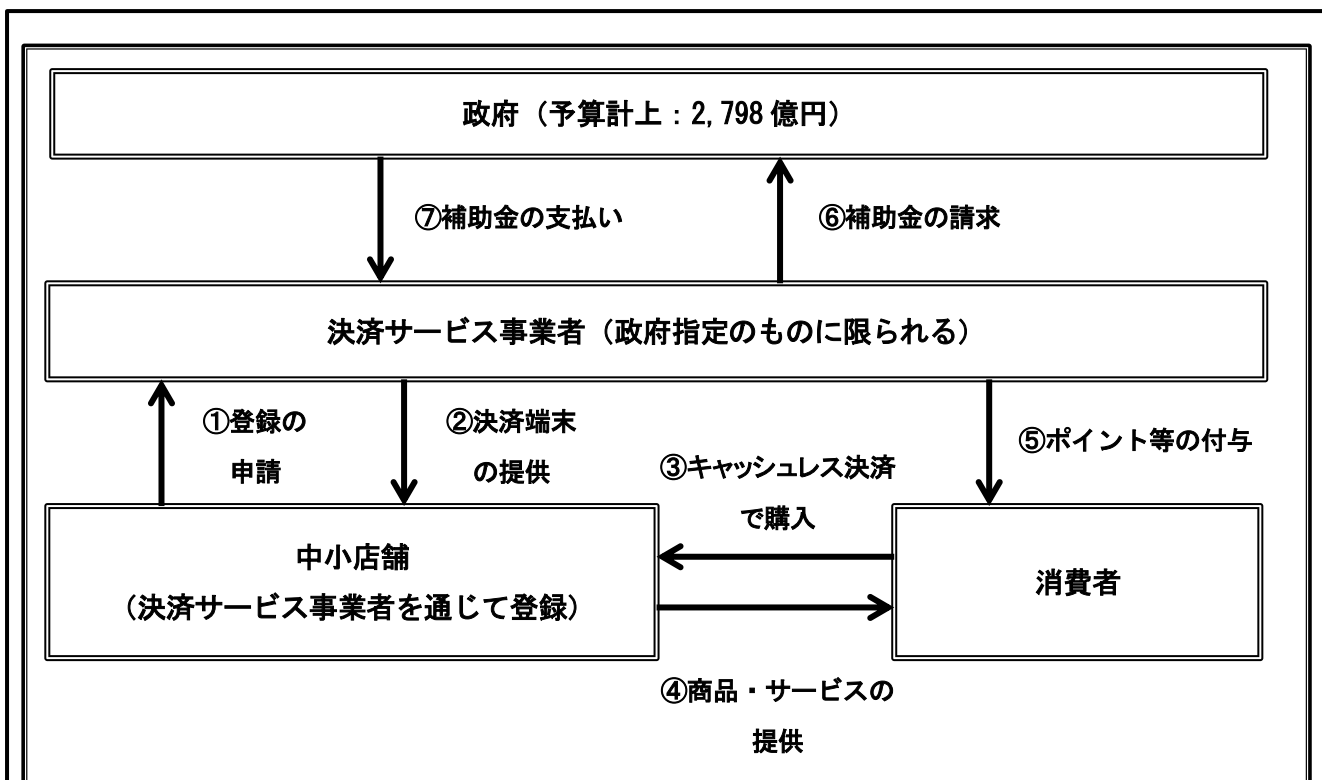 政府（予算計上：2,798億円）
⑦補助金の支払い
⑥補助金の請求
決済サービス事業者（政府指定のものに限られる）
①登録の
申請
②決済端末
の提供
③キャッシュレス決済
で購入
⑤ポイント等の付与
中小店舗
（決済サービス事業者を通じて登録）
消費者
④商品・サービスの
提供